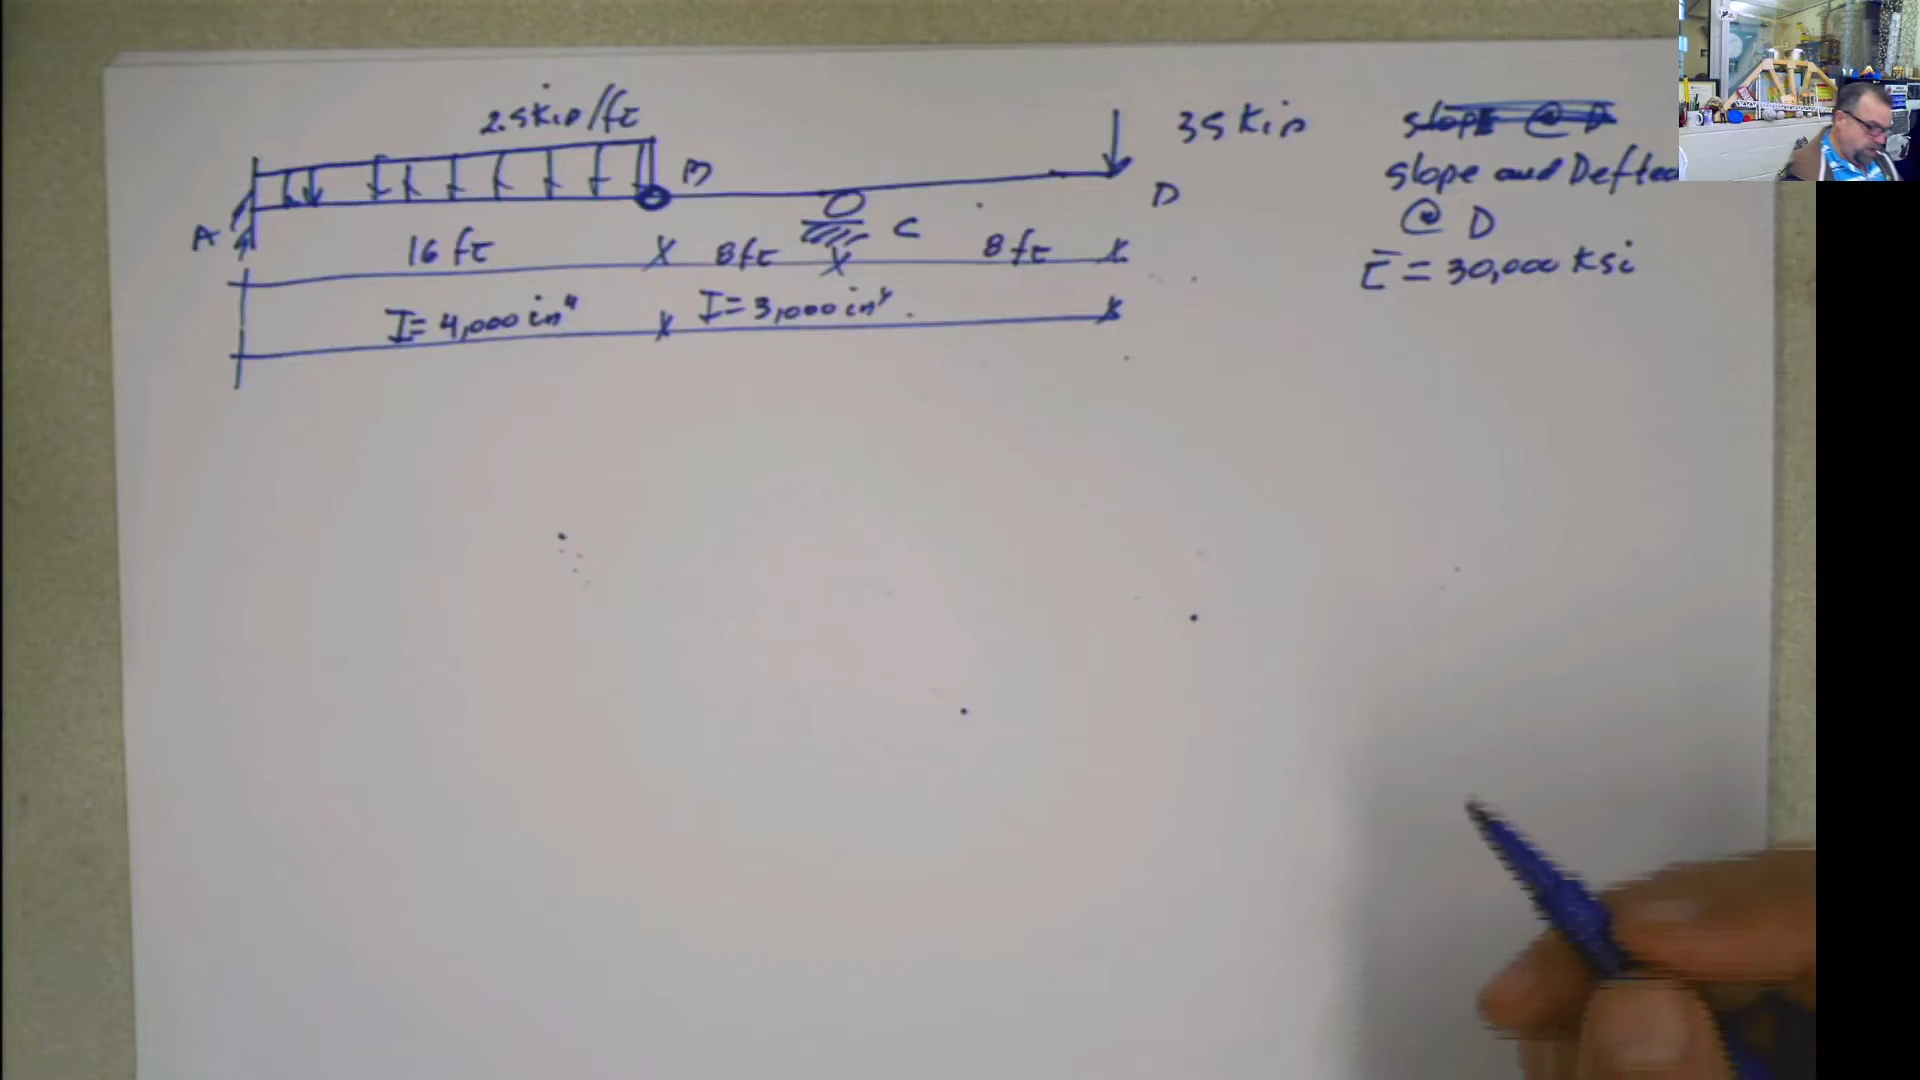 2.5 kip/ft
B
35 kip
slope @ D
slope and Deflec
@ D
E = 30,000 ksi
A
C
D
16 ft
8 ft
8 ft
I = 4,000 in⁴
I = 3,000 in⁴